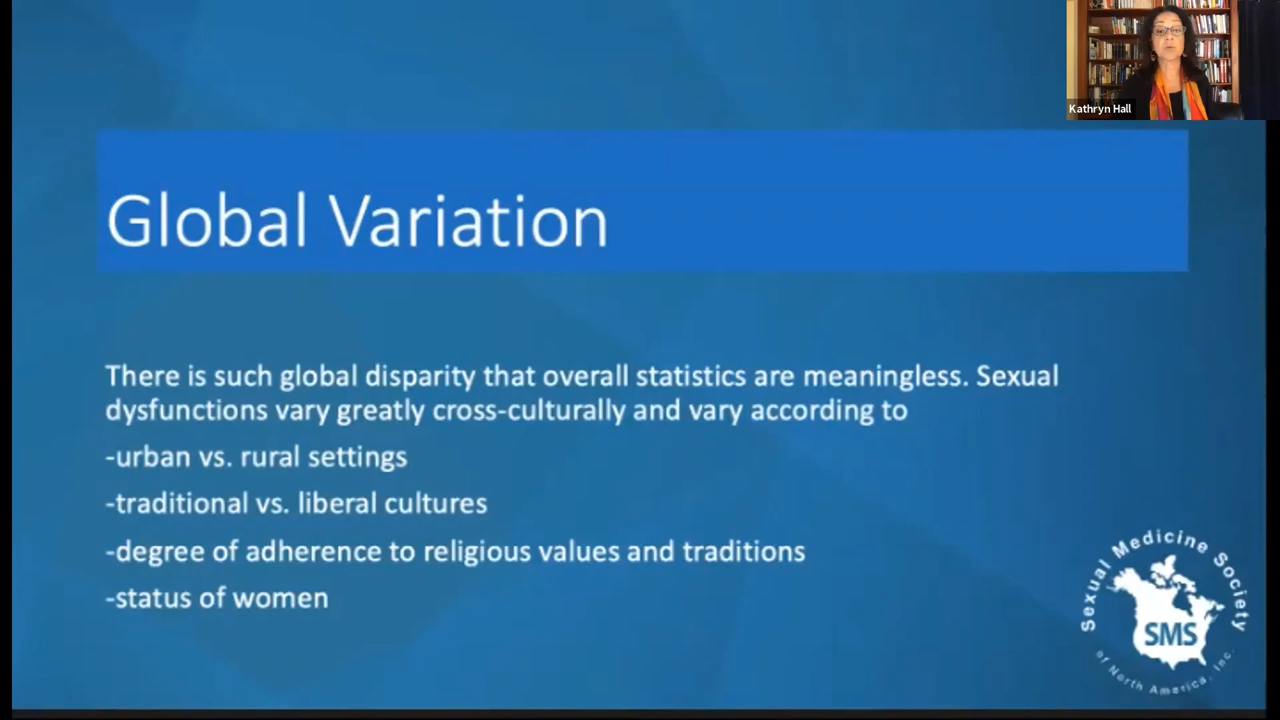 Kathryn Hall
Global Variation
There is such global disparity that overall statistics are meaningless. Sexual
dysfunctions vary greatly cross-culturally and vary according to
-urban vs. rural settings
-traditional vs. liberal cultures
-degree of adherence to religious values and traditions
-status of women
Sexual Medicine Society
SMS
of North America, Inc.